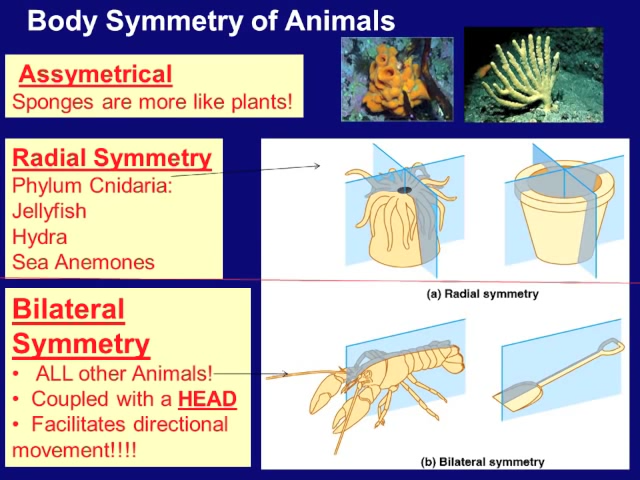 Body Symmetry of Animals
Assymetrical
Sponges are more like plants!
Radial Symmetry
Phylum Cnidaria:
Jellyfish
Hydra
Sea Anemones
(a) Radial symmetry
Bilateral
Symmetry
• ALL other Animals!
• Coupled with a HEAD
• Facilitates directional
movement!!!!
(b) Bilateral symmetry